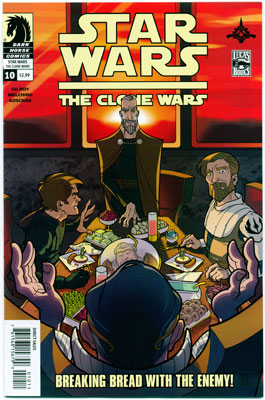 DARK
HORSE
COMICS
STAR WARS
THE CLONE WARS
10
$2.99
GILROY
MELCHING
KOSCHAK
STAR
WARS
THE CLONE WARS
LUCAS
BOOKS
BREAKING BREAD WITH THE ENEMY!